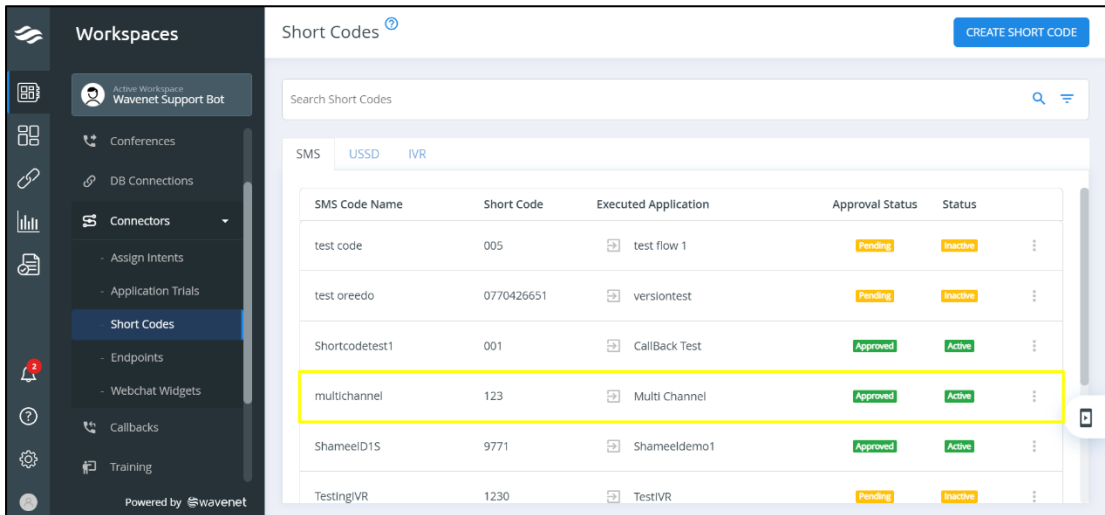 Workspaces
Active Workspace
Wavenet Support Bot
Conferences
DB Connections
Connectors
- Assign Intents
- Application Trials
- Short Codes
- Endpoints
- Webchat Widgets
Callbacks
Training
Powered by wavenet
2
Short Codes
CREATE SHORT CODE
Search Short Codes
SMS USSD IVR
SMS Code Name Short Code Executed Application Approval Status Status
test code 005 test flow 1 Pending Inactive
test oreedo 0770426651 versiontest Pending Inactive
Shortcodetest1 001 CallBack Test Approved Active
multichannel 123 Multi Channel Approved Active
ShameelD1S 9771 Shameeldemo1 Approved Active
TestingIVR 1230 TestIVR Pending Inactive